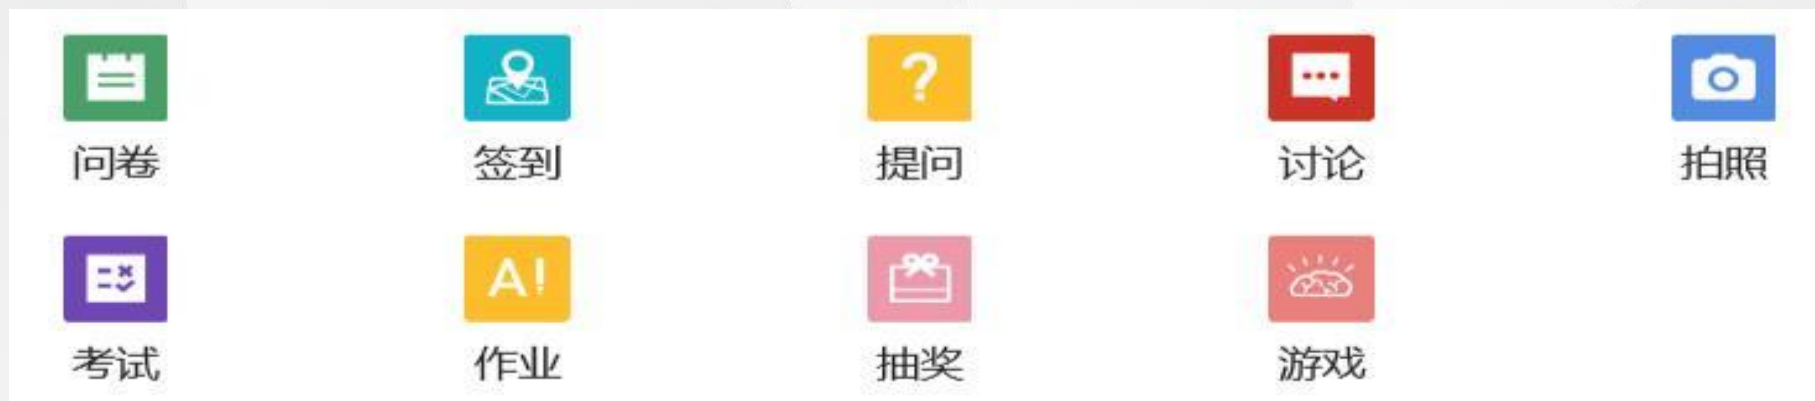 问卷 签到 提问 讨论 拍照
考试 作业 抽奖 游戏